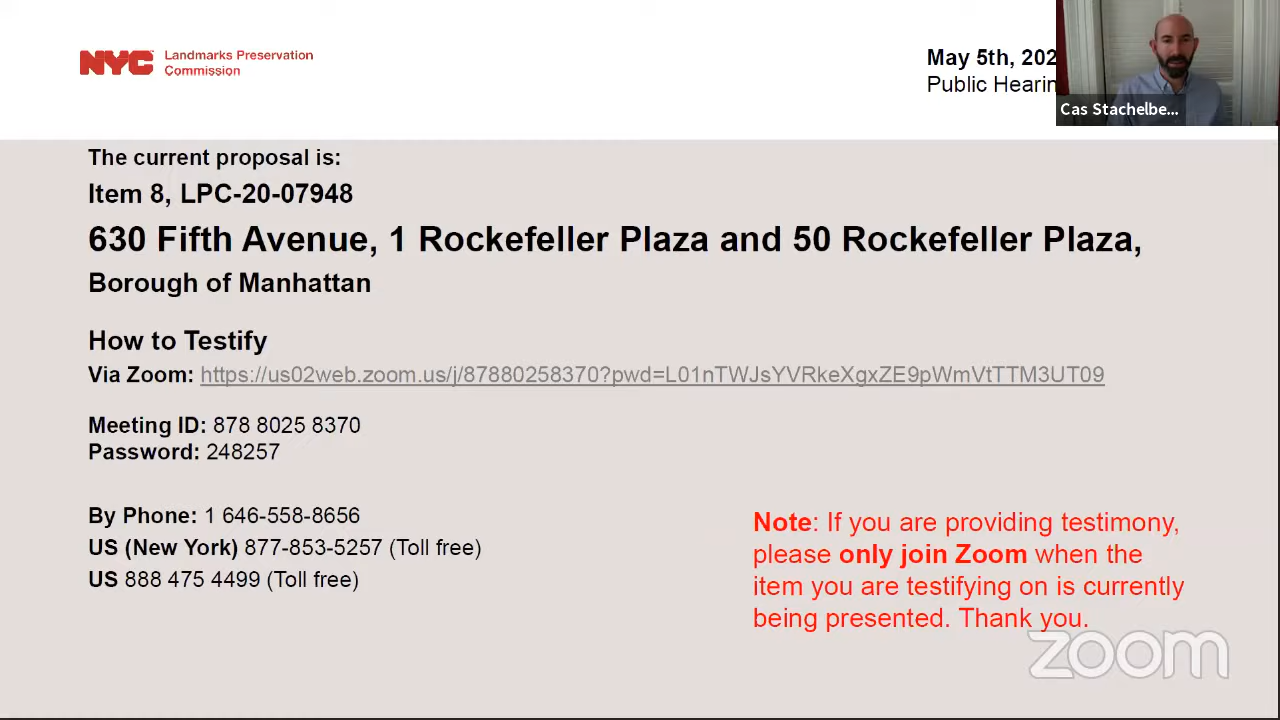 NYC Landmarks Preservation
Commission
May 5th, 202
Public Hearin
Cas Stachelbe...
The current proposal is:
Item 8, LPC-20-07948
630 Fifth Avenue, 1 Rockefeller Plaza and 50 Rockefeller Plaza,
Borough of Manhattan
How to Testify
Via Zoom: https://us02web.zoom.us/j/87880258370?pwd=L01nTWJsYVRkeXgxZE9pWmVtTTM3UT09
Meeting ID: 878 8025 8370
Password: 248257
By Phone: 1 646-558-8656
US (New York) 877-853-5257 (Toll free)
US 888 475 4499 (Toll free)
Note: If you are providing testimony,
please only join Zoom when the
item you are testifying on is currently
being presented. Thank you.
zoom